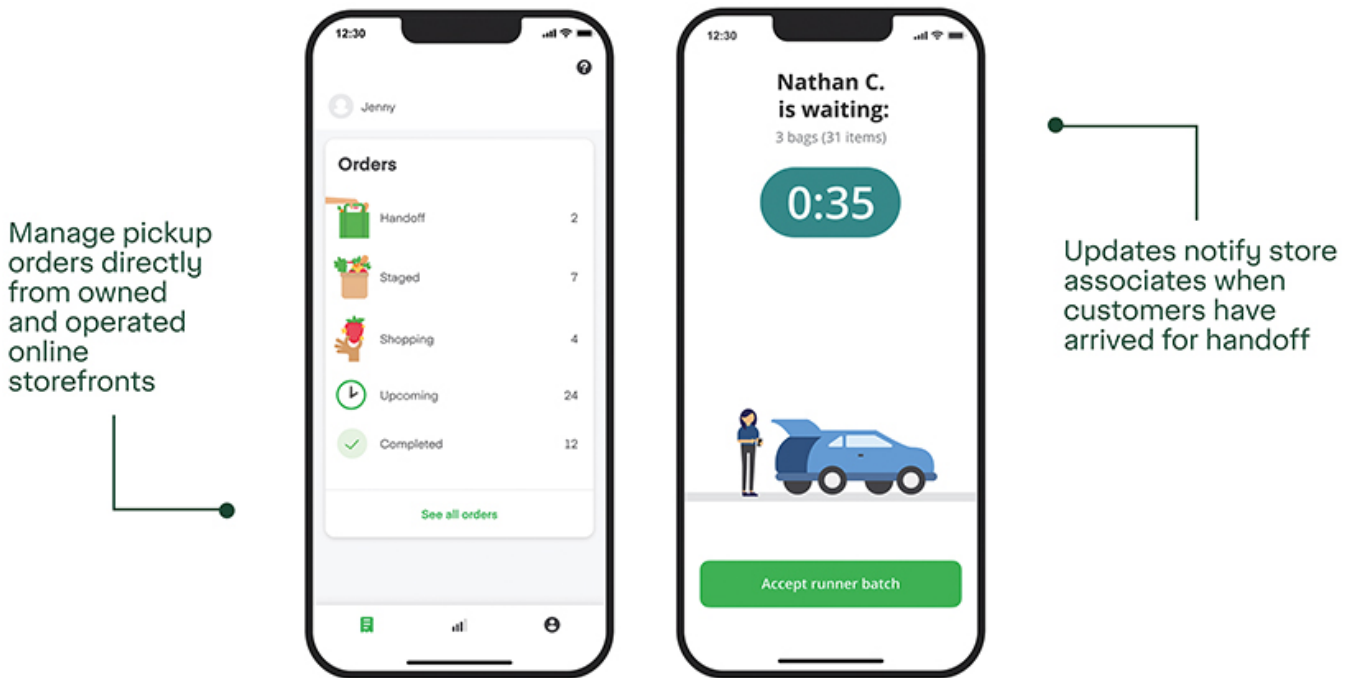 Manage pickup
orders directly
from owned
and operated
online
storefronts
12:30
Jenny
Orders
Handoff 2
Staged 7
Shopping 4
Upcoming 24
Completed 12
See all orders
12:30
Nathan C.
is waiting:
3 bags (31 items)
0:35
Accept runner batch
Updates notify store
associates when
customers have
arrived for handoff